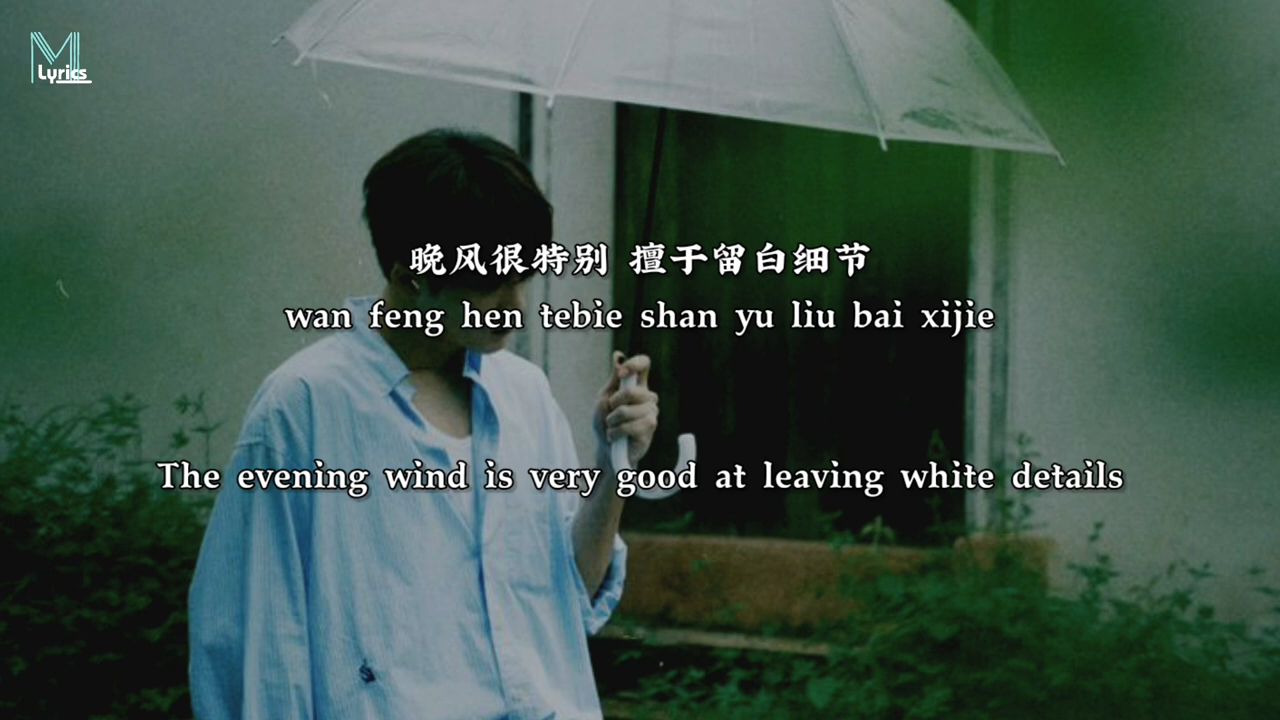 M
Lyrics
晚风很特别 擅于留白细节
wan feng hen tebie shan yu liu bai xijie
The evening wind is very good at leaving white details